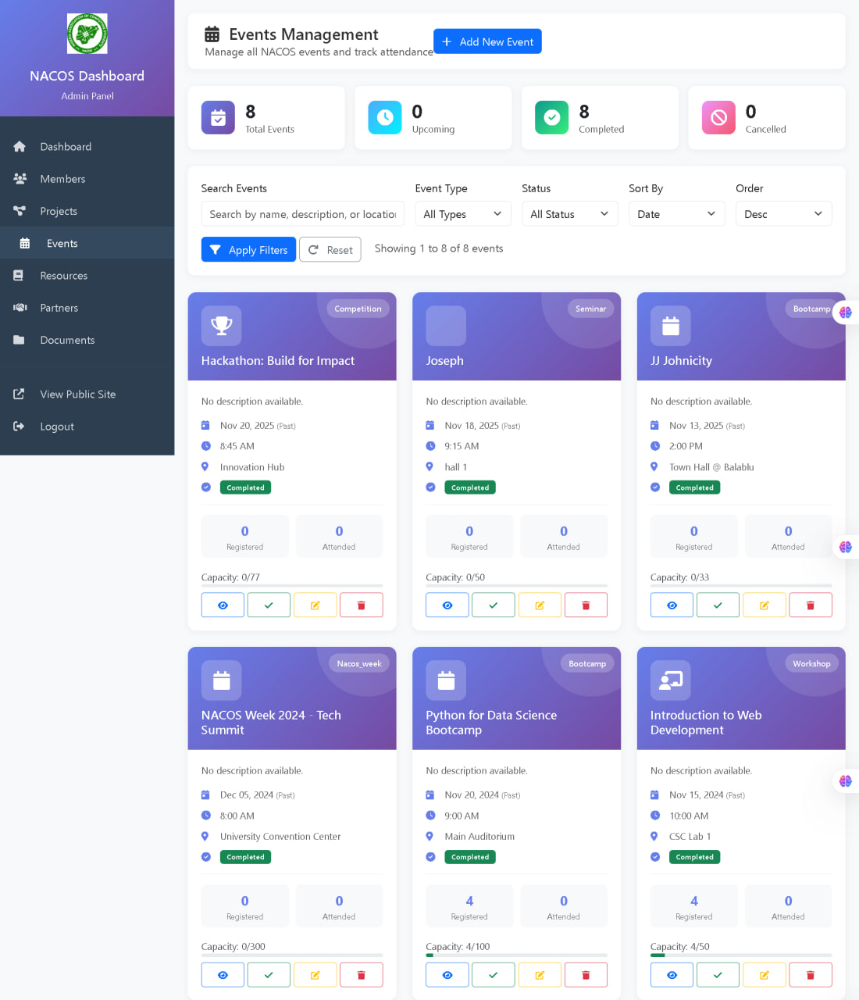 NACOS Dashboard
Admin Panel
Dashboard
Members
Projects
Events
Resources
Partners
Documents
View Public Site
Logout
Events Management
Manage all NACOS events and track attendance
Add New Event
8
Total Events
0
Upcoming
8
Completed
0
Cancelled
Search Events
Event Type
Status
Sort By
Order
Search by name, description, or location
All Types
All Status
Date
Desc
Apply Filters
Reset
Showing 1 to 8 of 8 events
Competition
Hackathon: Build for Impact
No description available.
Nov 20, 2025 (Past)
8:45 AM
Innovation Hub
Completed
0
Registered
0
Attended
Capacity: 0/77
Seminar
Joseph
No description available.
Nov 18, 2025 (Past)
9:15 AM
hall 1
Completed
0
Registered
0
Attended
Capacity: 0/50
Bootcamp
JJ Johnicity
No description available.
Nov 13, 2025 (Past)
2:00 PM
Town Hall @ Balablu
Completed
0
Registered
0
Attended
Capacity: 0/33
Nacos_week
NACOS Week 2024 - Tech
Summit
No description available.
Dec 05, 2024 (Past)
8:00 AM
University Convention Center
Completed
0
Registered
0
Attended
Capacity: 0/300
Bootcamp
Python for Data Science
Bootcamp
No description available.
Nov 20, 2024 (Past)
9:00 AM
Main Auditorium
Completed
4
Registered
0
Attended
Capacity: 4/100
Workshop
Introduction to Web
Development
No description available.
Nov 15, 2024 (Past)
10:00 AM
CSC Lab 1
Completed
4
Registered
0
Attended
Capacity: 4/50